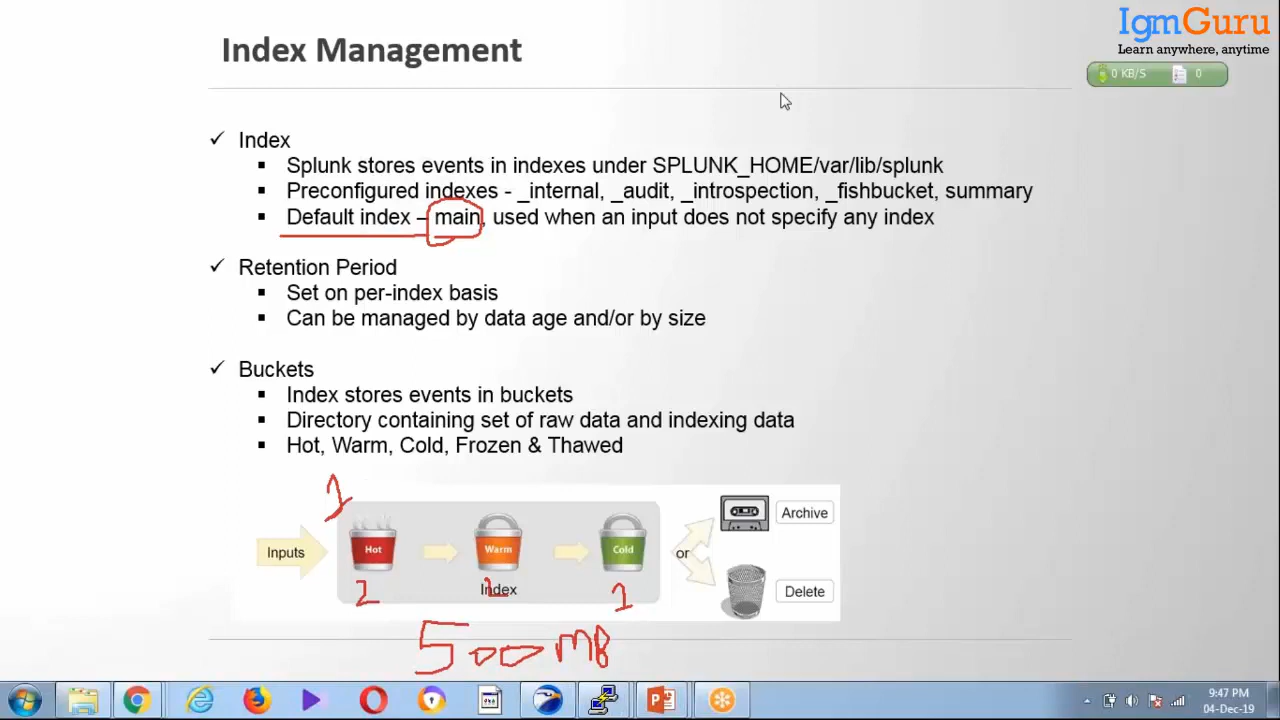 IgmGuru
Learn anywhere, anytime
0 KB/S 0
Index Management
Index
Splunk stores events in indexes under SPLUNK_HOME/var/lib/splunk
Preconfigured indexes - _internal, _audit, _introspection, _fishbucket, summary
Default index – main, used when an input does not specify any index
Retention Period
Set on per-index basis
Can be managed by data age and/or by size
Buckets
Index stores events in buckets
Directory containing set of raw data and indexing data
Hot, Warm, Cold, Frozen & Thawed
1
Inputs
Hot
Warm
Cold
or
Archive
Delete
2
Index
1
500MB
9:47 PM
04-Dec-19